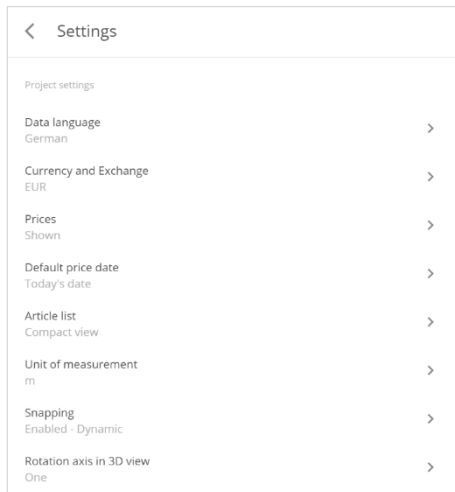 Settings
Project settings
Data language
German
Currency and Exchange
EUR
Prices
Shown
Default price date
Today's date
Article list
Compact view
Unit of measurement
m
Snapping
Enabled - Dynamic
Rotation axis in 3D view
One